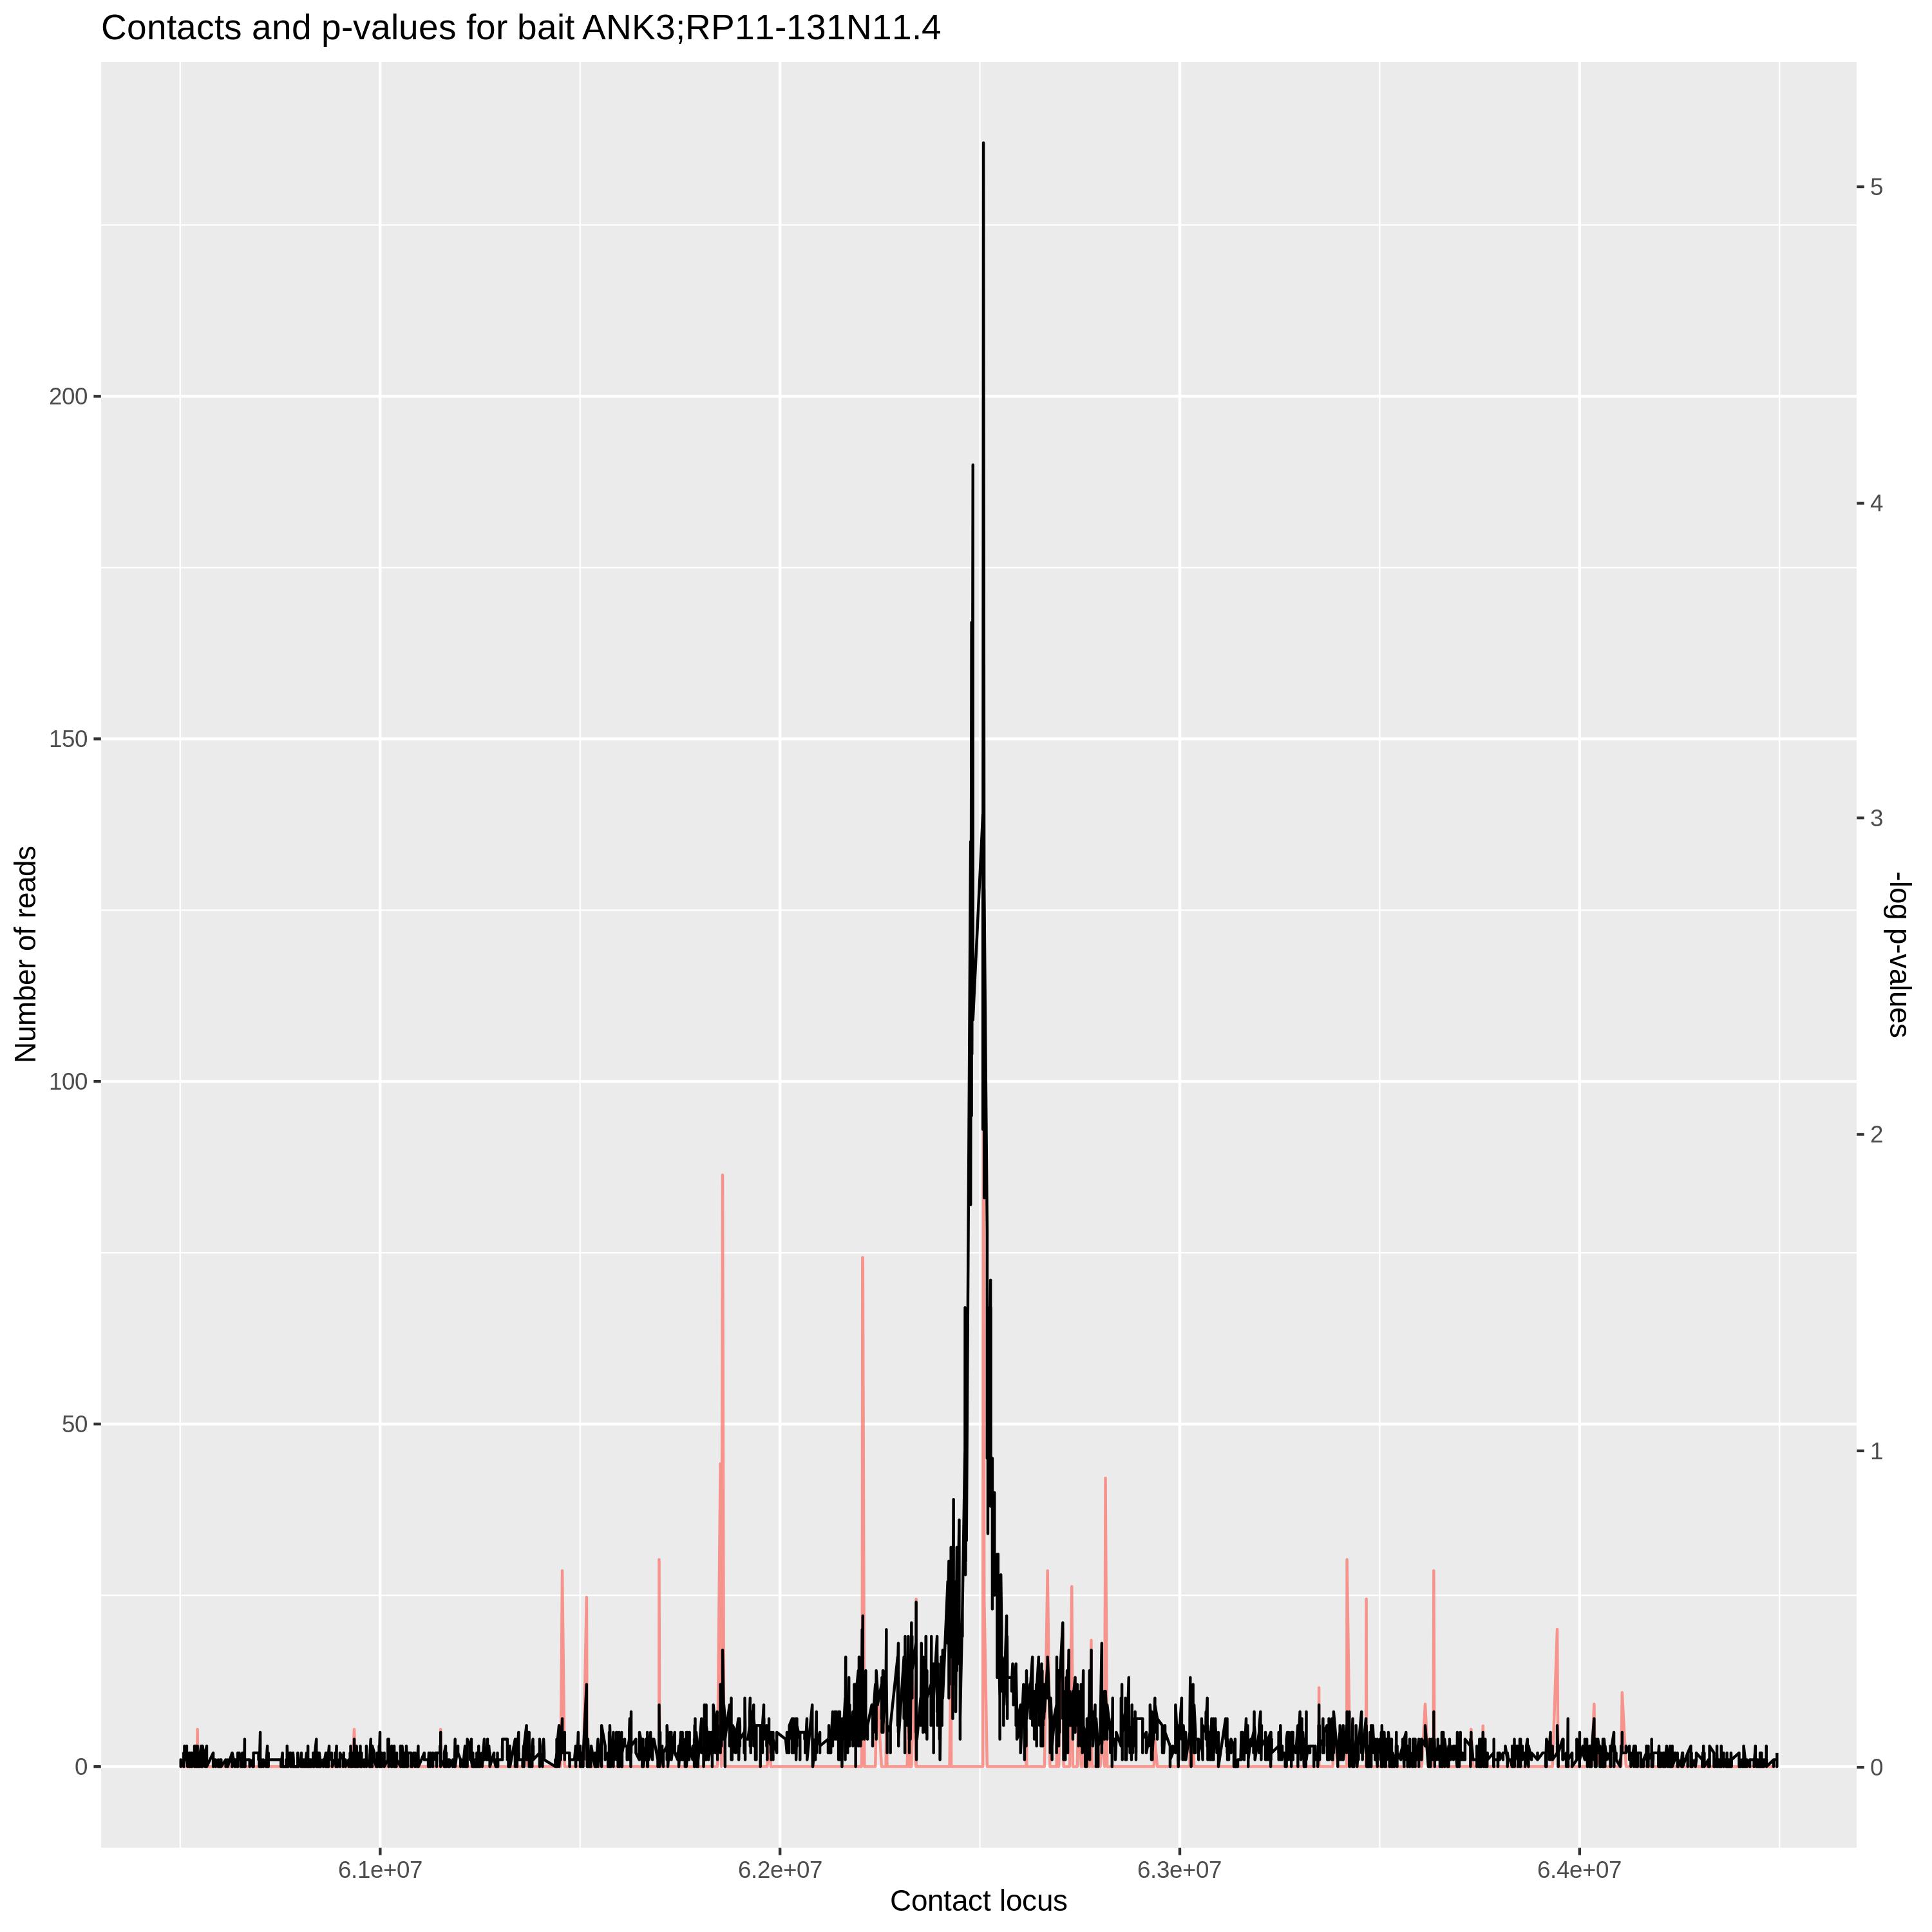 Contacts and p-values for bait ANK3;RP11-131N11.4
Number of reads
200
150
100
50
0
5
4
3
2
1
0
-log p-values
6.1e+07
6.2e+07
6.3e+07
6.4e+07
Contact locus